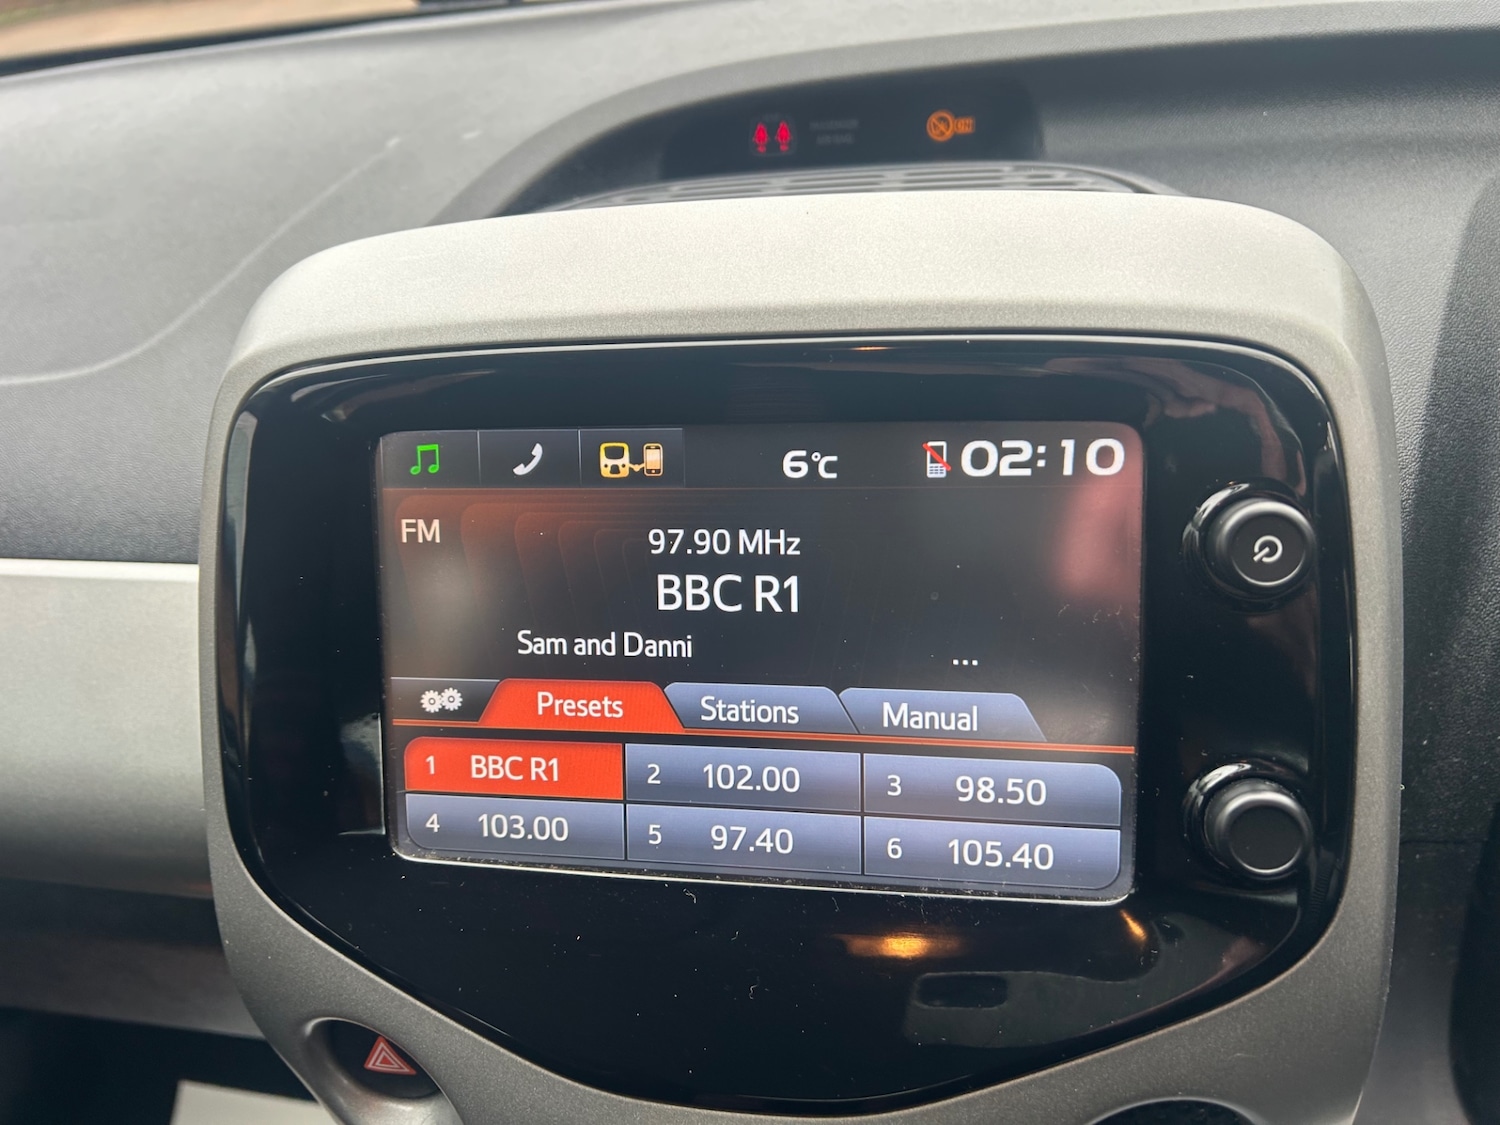 ON
6°C
02:10
FM
97.90 MHz
BBC R1
Sam and Danni
...
Presets Stations Manual
1 BBC R1 2 102.00 3 98.50
4 103.00 5 97.40 6 105.40